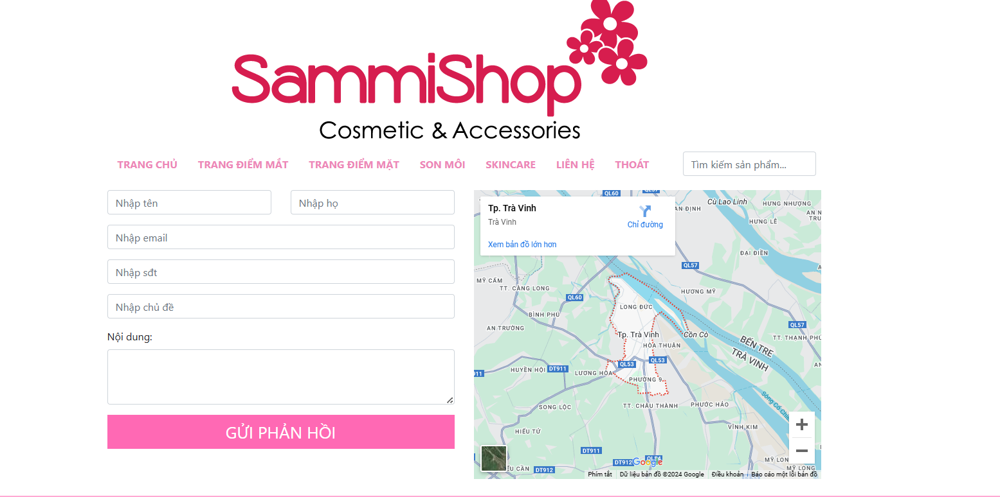 SammiShop
Cosmetic & Accessories
TRANG CHỦ TRANG ĐIỂM MẮT TRANG ĐIỂM MẶT SON MÔI SKINCARE LIÊN HỆ THOÁT Tìm kiếm sản phẩm...
Nhập tên Nhập họ
Nhập email
Nhập sđt
Nhập chủ đề
Nội dung:
GỬI PHẢN HỒI
Tp. Trà Vinh
Trà Vinh
Chỉ đường
Xem bản đồ lớn hơn
QL60
QL57
Cù Lao Linh
HƯNG NHƯỢNG
AN ĐỊNH
HƯNG LỄ
ĐẠI ĐIỀN
QL57
MỸ CẨM
TT. CÀNG LONG
HƯƠNG MỸ
QL60
LONG ĐỨC
BÌNH PHÚ
AN TRƯỜNG
QL57
Tp. Trà Vinh
Cồn Cò
TT. THẠNH PHÚ
BẾN TRE
TRÀ VINH
HÒA THUẬN
QL53
QL53
HUYỀN HỘI
DT911
LƯƠNG HÒA
PHƯỜNG 9
SONG LỘC
TT. CHÂU THÀNH
PHƯỚC HẢO
Sông Cổ Chiên
HIẾU TỬ
VĨNH KIM
DT911
DT912
QL54
MỸ LONG
DT912
Google
Phím tắt Dữ liệu bản đồ ©2024 Google Điều khoản Báo cáo một lỗi bản đồ